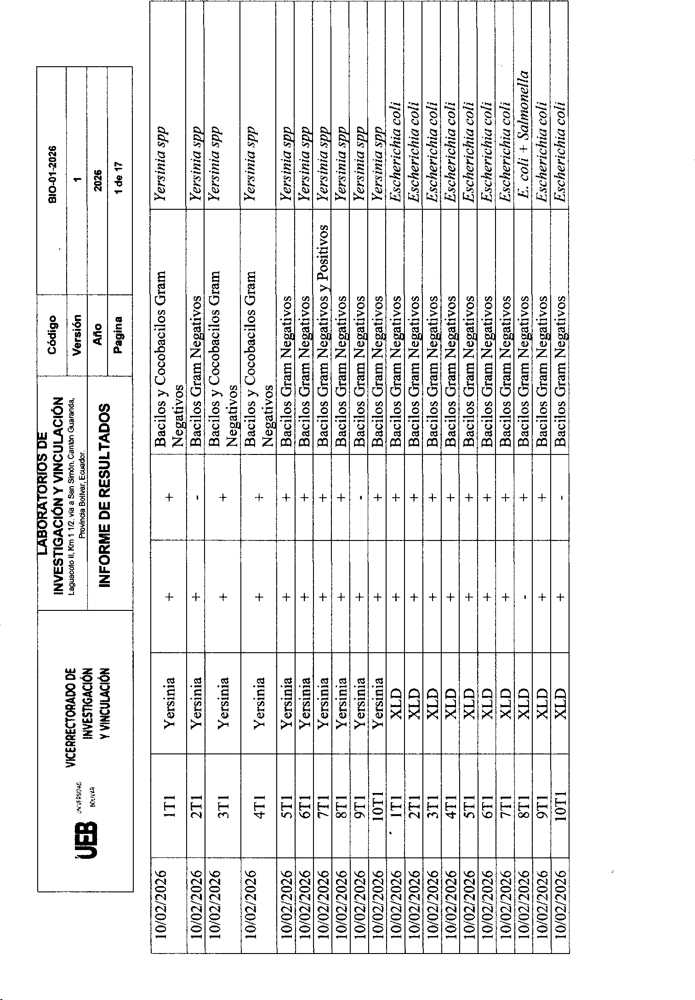 UEB
UNIVERSIDAD
BOLIVAR
VICERRECTORADO DE
INVESTIGACIÓN
Y VINCULACIÓN
LABORATORIOS DE
INVESTIGACIÓN Y VINCULACIÓN
Laguacoto II, Km 1 1/2, vía a San Simón, Cantón Guaranda,
Provincia Bolívar, Ecuador.
INFORME DE RESULTADOS
Código BIO-01-2026
Versión 1
Año 2026
Pagina 1 de 17
10/02/2026 1T1 Yersinia + + Bacilos y Cocobacilos Gram Yersinia spp
Negativos
10/02/2026 2T1 Yersinia + - Bacilos Gram Negativos Yersinia spp
10/02/2026 3T1 Yersinia + + Bacilos y Cocobacilos Gram Yersinia spp
Negativos
10/02/2026 4T1 Yersinia + + Bacilos y Cocobacilos Gram Yersinia spp
Negativos
10/02/2026 5T1 Yersinia + + Bacilos Gram Negativos Yersinia spp
10/02/2026 6T1 Yersinia + + Bacilos Gram Negativos Yersinia spp
10/02/2026 7T1 Yersinia + + Bacilos Gram Negativos y Positivos Yersinia spp
10/02/2026 8T1 Yersinia + + Bacilos Gram Negativos Yersinia spp
10/02/2026 9T1 Yersinia + - Bacilos Gram Negativos Yersinia spp
10/02/2026 10T1 Yersinia + + Bacilos Gram Negativos Yersinia spp
10/02/2026 1T1 XLD + + Bacilos Gram Negativos Escherichia coli
10/02/2026 2T1 XLD + + Bacilos Gram Negativos Escherichia coli
10/02/2026 3T1 XLD + + Bacilos Gram Negativos Escherichia coli
10/02/2026 4T1 XLD + + Bacilos Gram Negativos Escherichia coli
10/02/2026 5T1 XLD + + Bacilos Gram Negativos Escherichia coli
10/02/2026 6T1 XLD + + Bacilos Gram Negativos Escherichia coli
10/02/2026 7T1 XLD + + Bacilos Gram Negativos Escherichia coli
10/02/2026 8T1 XLD - + Bacilos Gram Negativos E. coli + Salmonella
10/02/2026 9T1 XLD + + Bacilos Gram Negativos Escherichia coli
10/02/2026 10T1 XLD + - Bacilos Gram Negativos Escherichia coli